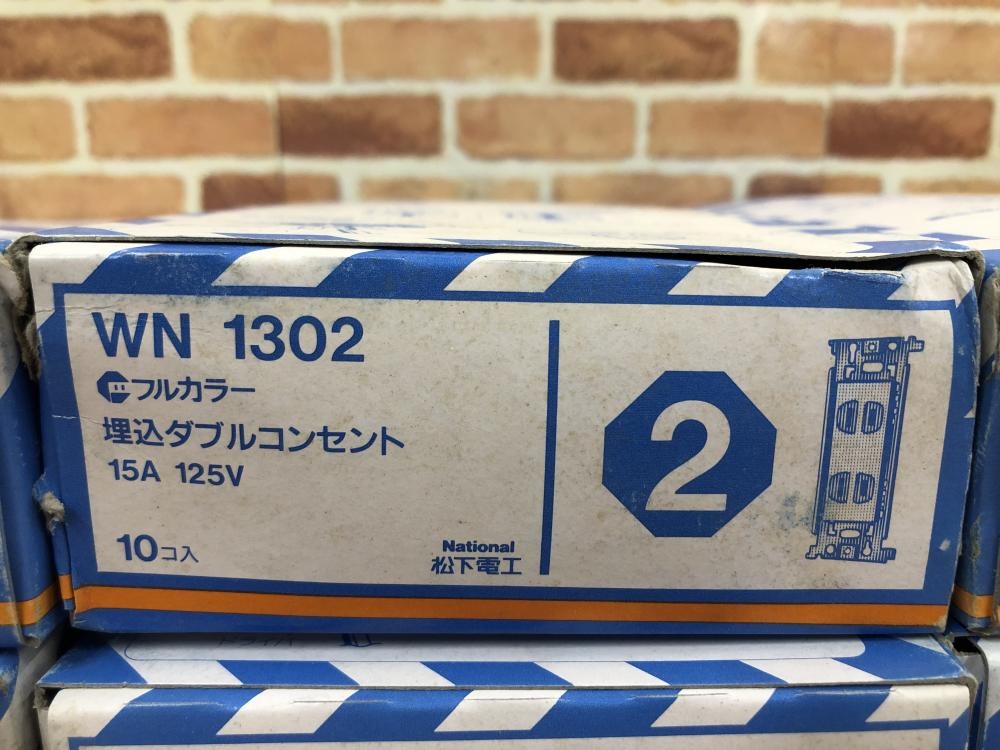 WN 1302
フルカラー
埋込ダブルコンセント
15A 125V
10コ入
National
松下電工
2